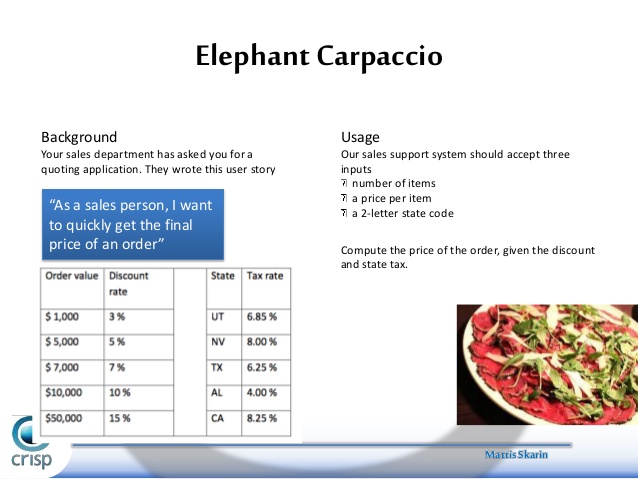 Elephant Carpaccio
Background
Your sales department has asked you for a
quoting application. They wrote this user story
“As a sales person, I want
to quickly get the final
price of an order”
Order value Discount rate State Tax rate
$ 1,000 3 % UT 6.85 %
$ 5,000 5 % NV 8.00 %
$ 7,000 7 % TX 6.25 %
$10,000 10 % AL 4.00 %
$50,000 15 % CA 8.25 %
Usage
Our sales support system should accept three
inputs
number of items
a price per item
a 2-letter state code
Compute the price of the order, given the discount
and state tax.
crisp
Mattis Skarin